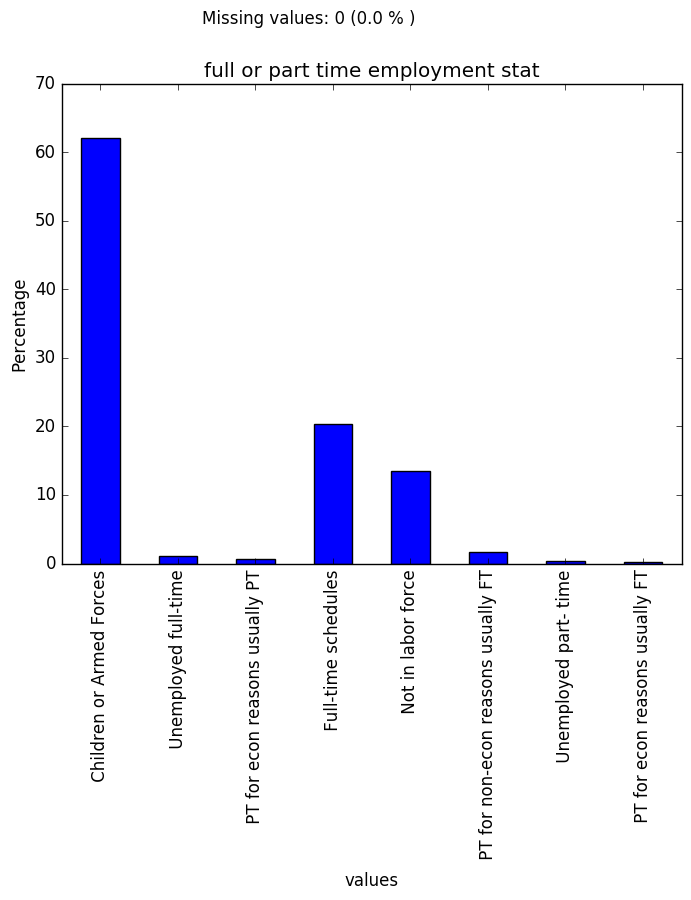 Missing values: 0 (0.0 % )
full or part time employment stat
70
60
50
40
30
20
10
0
Percentage
Children or Armed Forces
Unemployed full-time
PT for econ reasons usually PT
Full-time schedules
Not in labor force
PT for non-econ reasons usually FT
Unemployed part- time
PT for econ reasons usually FT
values